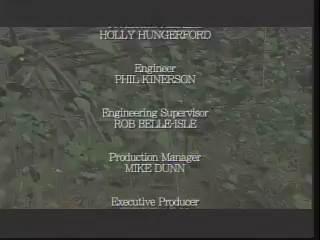 HOLLY HUNGERFORD
Engineer
PHIL KINERSON
Engineering Supervisor
ROB BELLE-ISLE
Production Manager
MIKE DUNN
Executive Producer